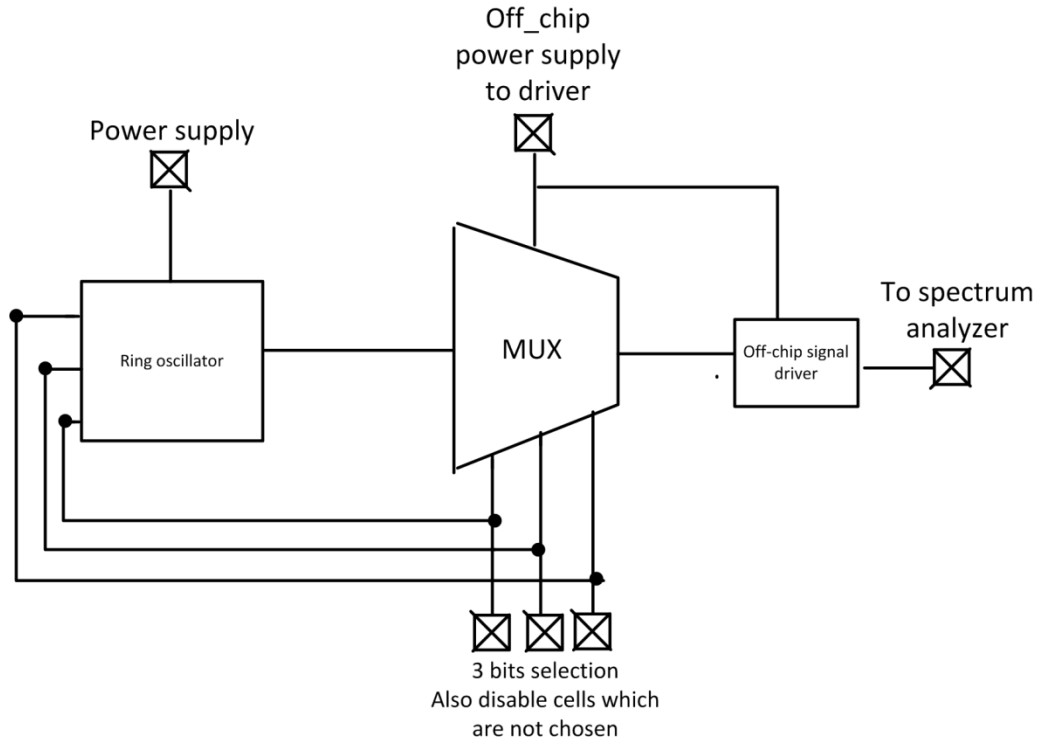 Off_chip
power supply
to driver
Power supply
To spectrum
analyzer
MUX
Off-chip signal
driver
Ring oscillator
3 bits selection
Also disable cells which
are not chosen